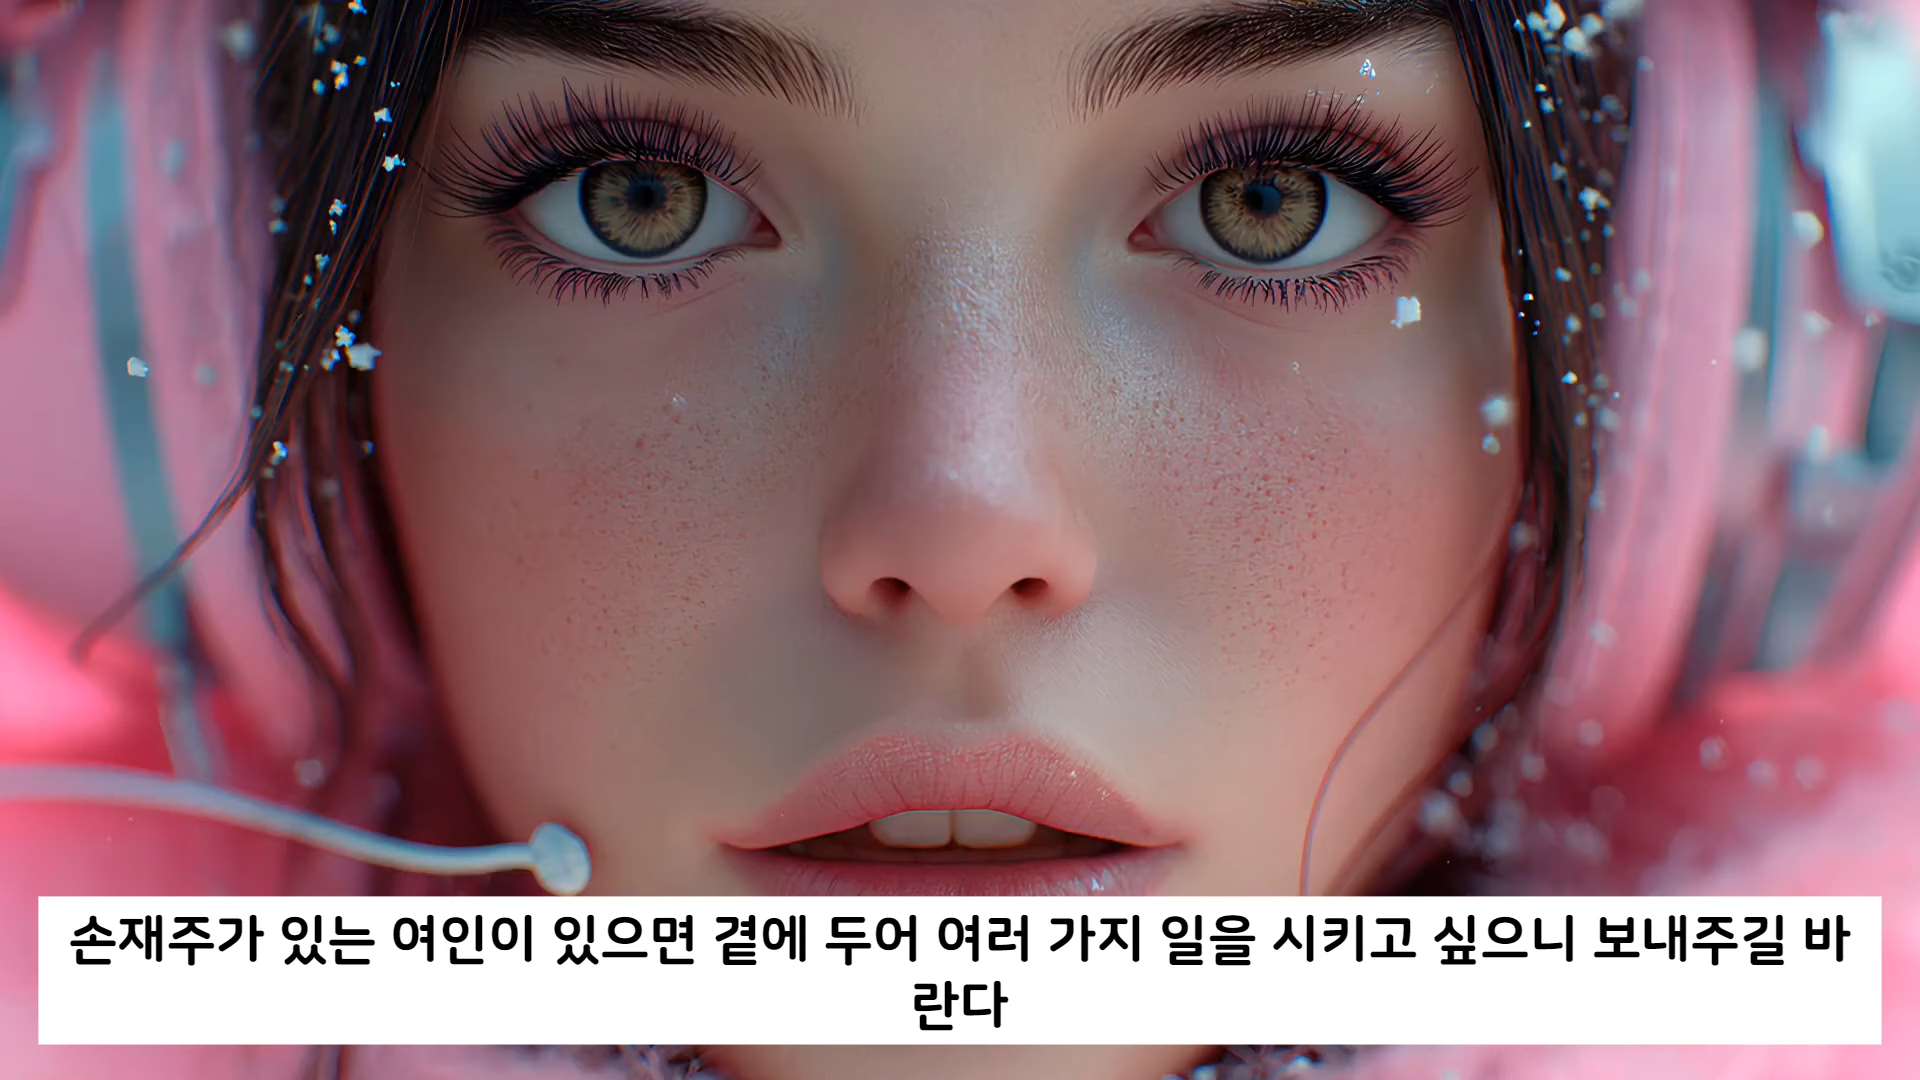 손재주가 있는 여인이 있으면 곁에 두어 여러 가지 일을 시키고 싶으니 보내주길 바
란다